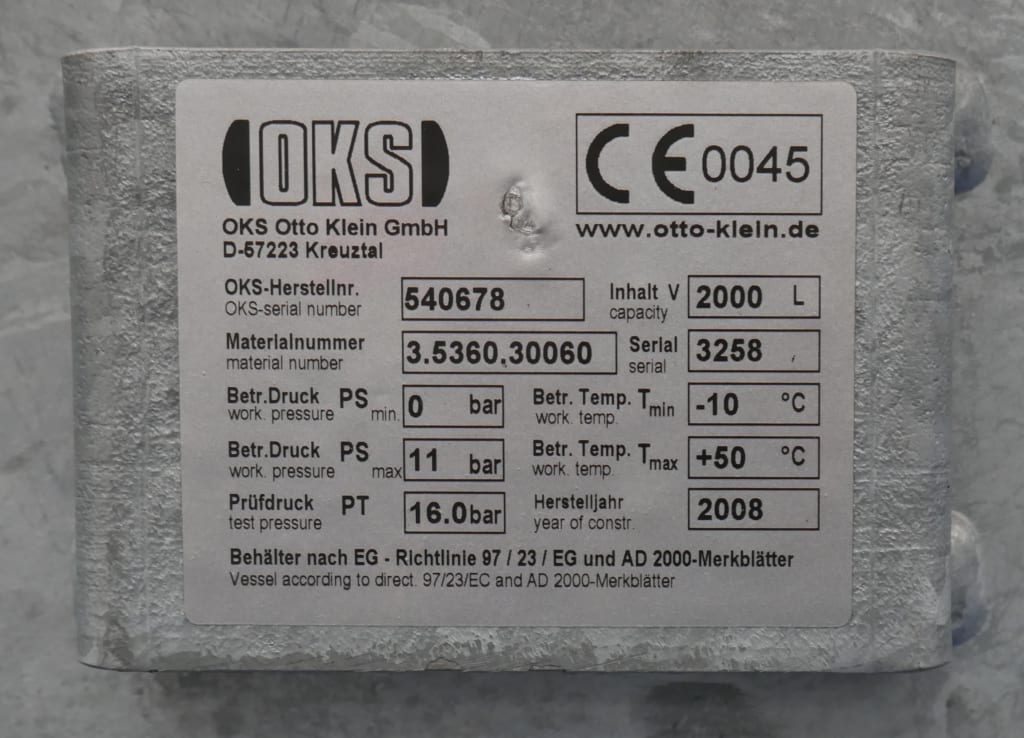 OKS
CE 0045
OKS Otto Klein GmbH
D-57223 Kreuztal
www.otto-klein.de
OKS-Herstellnr. 540678 Inhalt V 2000 L
OKS-serial number capacity
Materialnummer 3.5360.30060 Serial 3258
material number serial
Betr.Druck PS min. 0 bar Betr. Temp. Tmin -10 °C
work. pressure work. temp.
Betr.Druck PS max 11 bar Betr. Temp. Tmax +50 °C
work. pressure work. temp.
Prüfdruck PT 16.0bar Herstelljahr 2008
test pressure year of constr.
Behälter nach EG - Richtlinie 97 / 23 / EG und AD 2000-Merkblätter
Vessel according to direct. 97/23/EC and AD 2000-Merkblätter